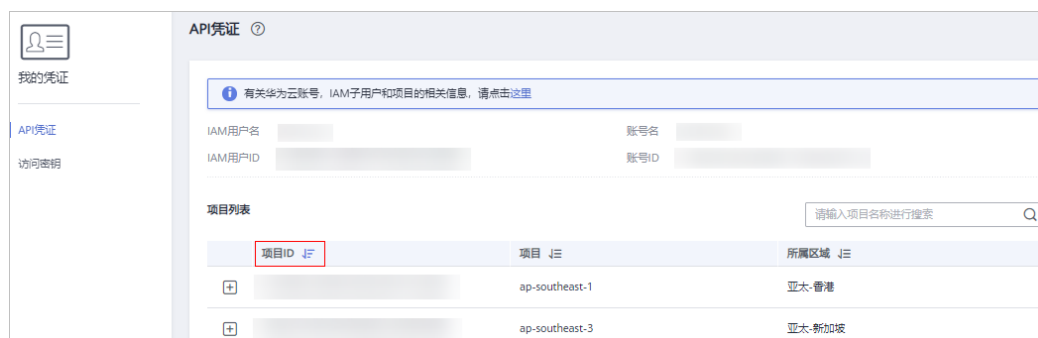 API凭证
我的凭证
API凭证
访问密钥
有关华为云账号，IAM子用户和项目的相关信息，请点击这里
IAM用户名 账号名
IAM用户ID 账号ID
项目列表
请输入项目名称进行搜索
项目ID 项目 所属区域
ap-southeast-1 亚太-香港
ap-southeast-3 亚太-新加坡